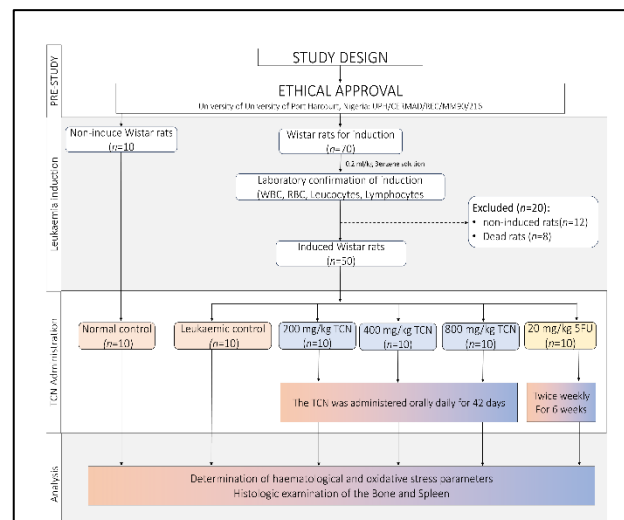 STUDY DESIGN
PRE-STUDY
ETHICAL APPROVAL
University of University of Port Harcourt, Nigeria: UPH/CERMAD/REC/MM90/216
Leukaemia induction
Non-induce Wistar rats
(n=10
Wistar rats for induction
(n=70)
0.2 ml/kg, Benzene solution
Laboratory confirmation of induction
(WBC, RBC, Leucocytes, Lymphocytes
Excluded (n=20):
• non-induced rats(n=12)
• Dead rats (n=8)
Induced Wistar rats
(n=50)
TCN Administration
Normal control
(n=10)
Leukaemic control
(n=10)
200 mg/kg TCN
(n=10)
400 mg/kg TCN
(n=10)
800 mg/kg TCN
(n=10)
20 mg/kg 5FU
(n=10)
The TCN was administered orally daily for 42 days
Twice weekly
For 6 weeks
Analysis
Determination of haematological and oxidative stress parameters
Histologic examination of the Bone and Spleen